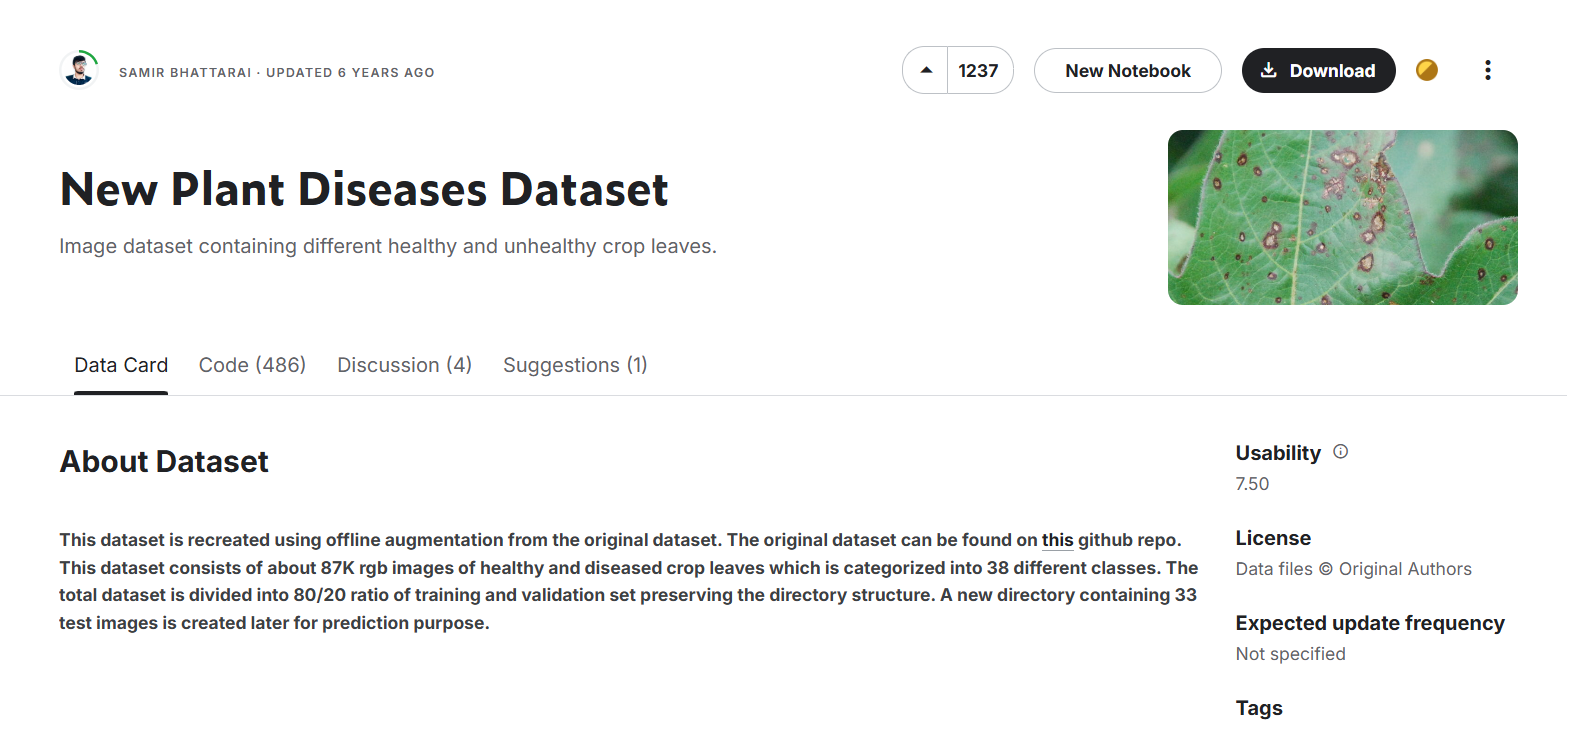 SAMIR BHATTARAI · UPDATED 6 YEARS AGO
1237
New Notebook
Download
New Plant Diseases Dataset
Image dataset containing different healthy and unhealthy crop leaves.
Data Card
Code (486)
Discussion (4)
Suggestions (1)
About Dataset
This dataset is recreated using offline augmentation from the original dataset. The original dataset can be found on this github repo.
This dataset consists of about 87K rgb images of healthy and diseased crop leaves which is categorized into 38 different classes. The
total dataset is divided into 80/20 ratio of training and validation set preserving the directory structure. A new directory containing 33
test images is created later for prediction purpose.
Usability
7.50
License
Data files © Original Authors
Expected update frequency
Not specified
Tags